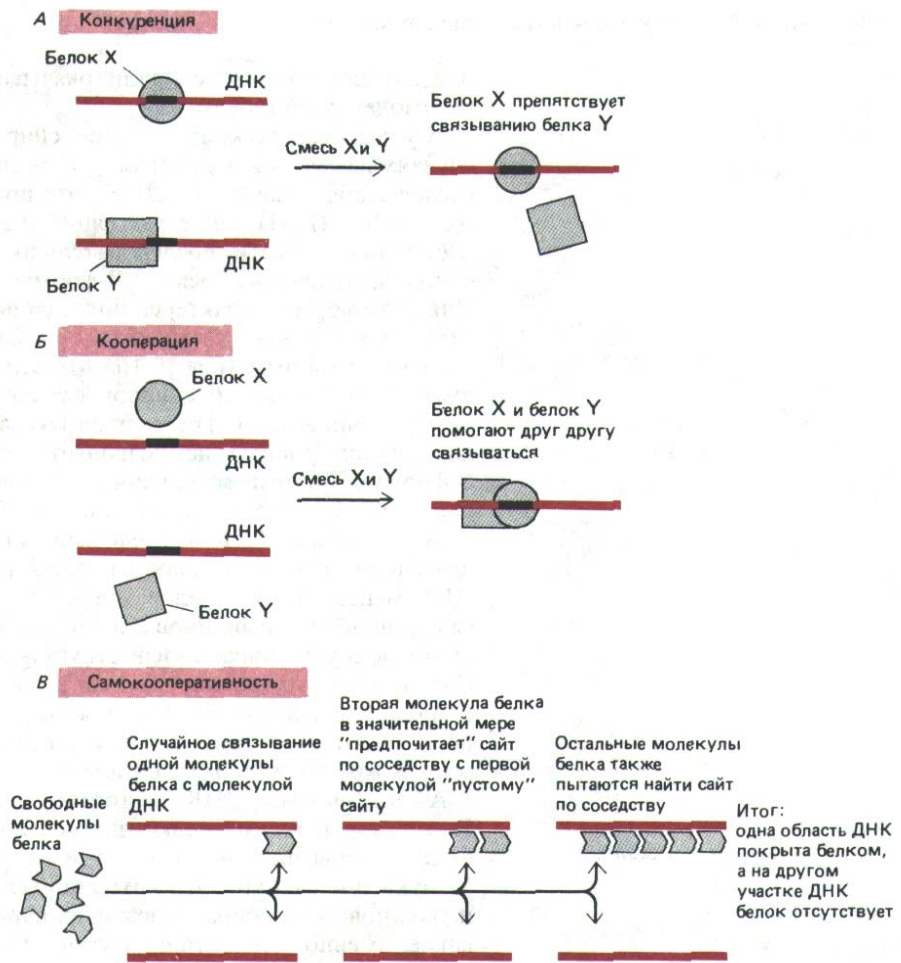 А Конкуренция
Белок X
ДНК
Смесь X и Y
Белок X препятствует
связыванию белка Y
ДНК
Белок Y
Б Кооперация
Белок X
ДНК
Смесь X и Y
Белок X и белок Y
помогают друг другу
связываться
ДНК
Белок Y
В Самокооперативность
Свободные
молекулы
белка
Случайное связывание
одной молекулы
белка с молекулой
ДНК
Вторая молекула белка
в значительной мере
"предпочитает" сайт
по соседству с первой
молекулой "пустому"
сайту
Остальные молекулы
белка также
пытаются найти сайт
по соседству
Итог:
одна область ДНК
покрыта белком,
а на другом
участке ДНК
белок отсутствует